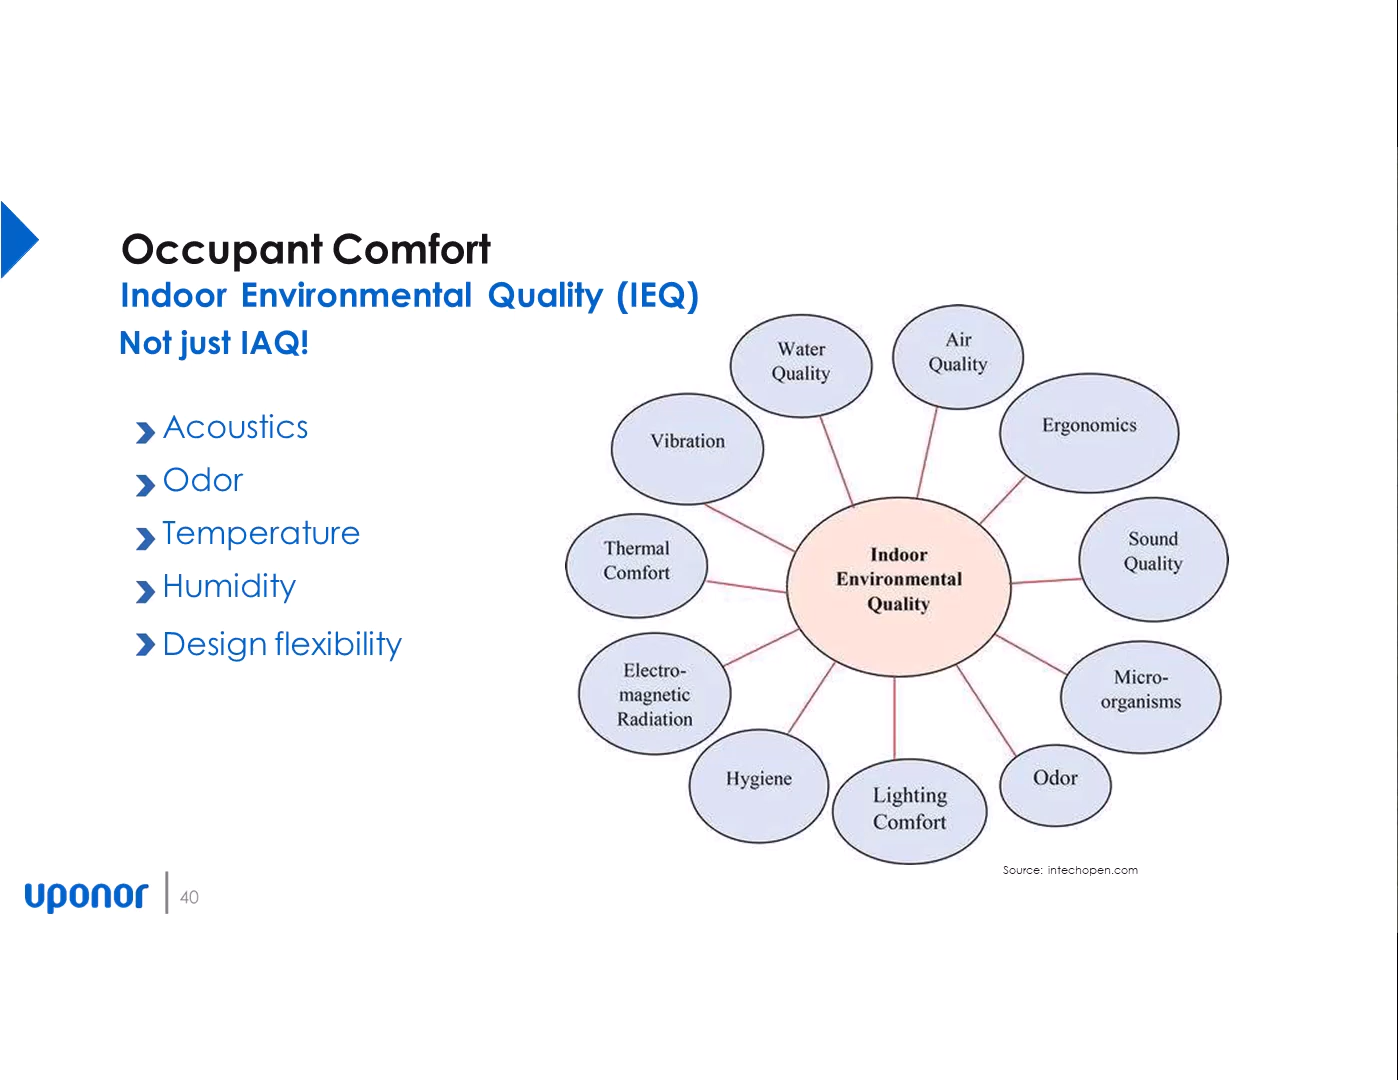 Occupant Comfort
Indoor Environmental Quality (IEQ)
Not just IAQ!
Acoustics
Odor
Temperature
Humidity
Design flexibility
Water
Quality
Air
Quality
Ergonomics
Vibration
Sound
Quality
Thermal
Comfort
Indoor
Environmental
Quality
Electro-
magnetic
Radiation
Micro-
organisms
Hygiene
Lighting
Comfort
Odor
Source: intechopen.com
uponor
40